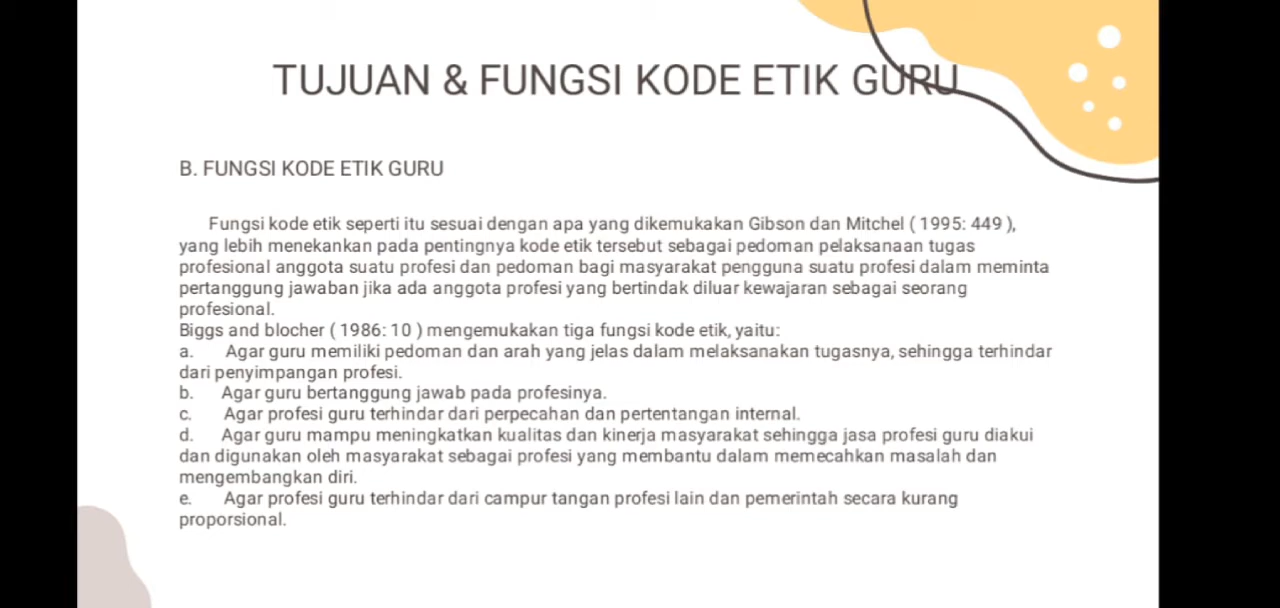 TUJUAN & FUNGSI KODE ETIK GURU
B. FUNGSI KODE ETIK GURU
Fungsi kode etik seperti itu sesuai dengan apa yang dikemukakan Gibson dan Mitchel ( 1995: 449 ),
yang lebih menekankan pada pentingnya kode etik tersebut sebagai pedoman pelaksanaan tugas
profesional anggota suatu profesi dan pedoman bagi masyarakat pengguna suatu profesi dalam meminta
pertanggung jawaban jika ada anggota profesi yang bertindak diluar kewajaran sebagai seorang
profesional.
Biggs and blocher ( 1986: 10 ) mengemukakan tiga fungsi kode etik, yaitu:
a. Agar guru memiliki pedoman dan arah yang jelas dalam melaksanakan tugasnya, sehingga terhindar
dari penyimpangan profesi.
b. Agar guru bertanggung jawab pada profesinya.
c. Agar profesi guru terhindar dari perpecahan dan pertentangan internal.
d. Agar guru mampu meningkatkan kualitas dan kinerja masyarakat sehingga jasa profesi guru diakui
dan digunakan oleh masyarakat sebagai profesi yang membantu dalam memecahkan masalah dan
mengembangkan diri.
e. Agar profesi guru terhindar dari campur tangan profesi lain dan pemerintah secara kurang
proporsional.